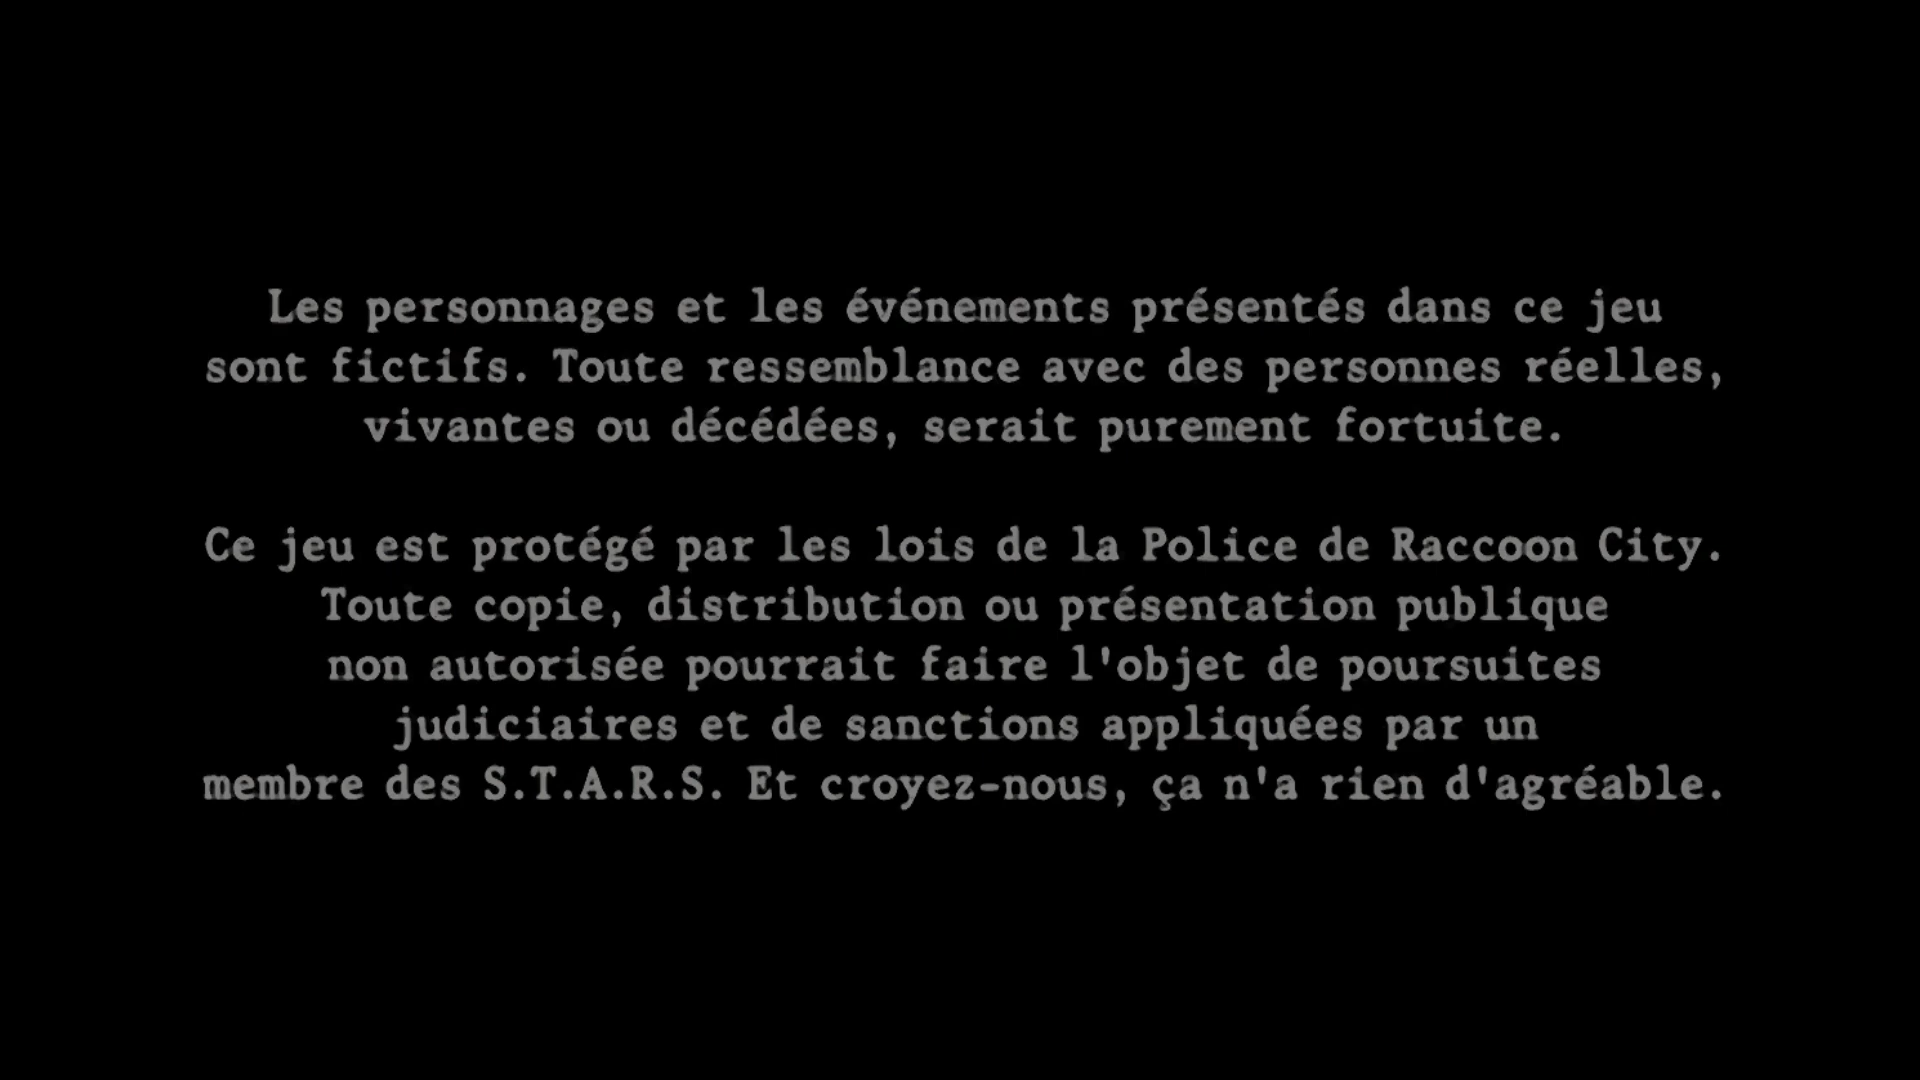 Les personnages et les événements présentés dans ce jeu
sont fictifs. Toute ressemblance avec des personnes réelles,
vivantes ou décédées, serait purement fortuite.
Ce jeu est protégé par les lois de la Police de Raccoon City.
Toute copie, distribution ou présentation publique
non autorisée pourrait faire l'objet de poursuites
judiciaires et de sanctions appliquées par un
membre des S.T.A.R.S. Et croyez-nous, ça n'a rien d'agréable.